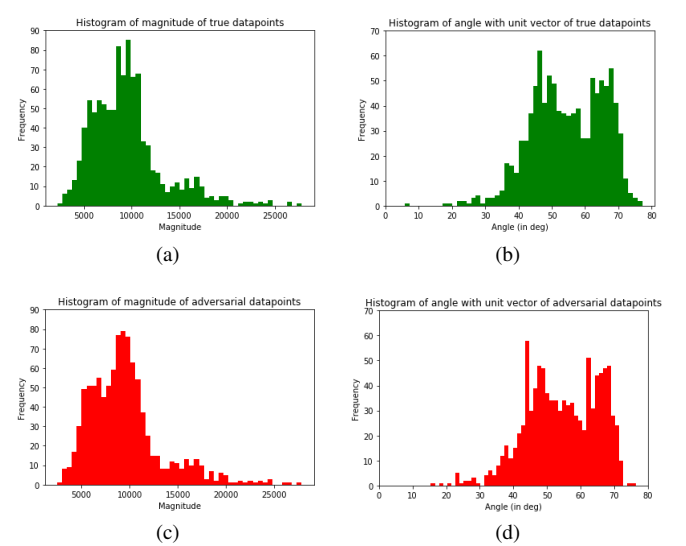 Histogram of magnitude of true datapoints
90
80
70
60
50
40
30
20
10
0
Frequency
5000 10000 15000 20000 25000
Magnitude
(a)
Histogram of angle with unit vector of true datapoints
70
60
50
40
30
20
10
0
Frequency
0 10 20 30 40 50 60 70 80
Angle (in deg)
(b)
Histogram of magnitude of adversarial datapoints
90
80
70
60
50
40
30
20
10
0
Frequency
5000 10000 15000 20000 25000
Magnitude
(c)
Histogram of angle with unit vector of adversarial datapoints
70
60
50
40
30
20
10
0
Frequency
0 10 20 30 40 50 60 70 80
Angle (in deg)
(d)